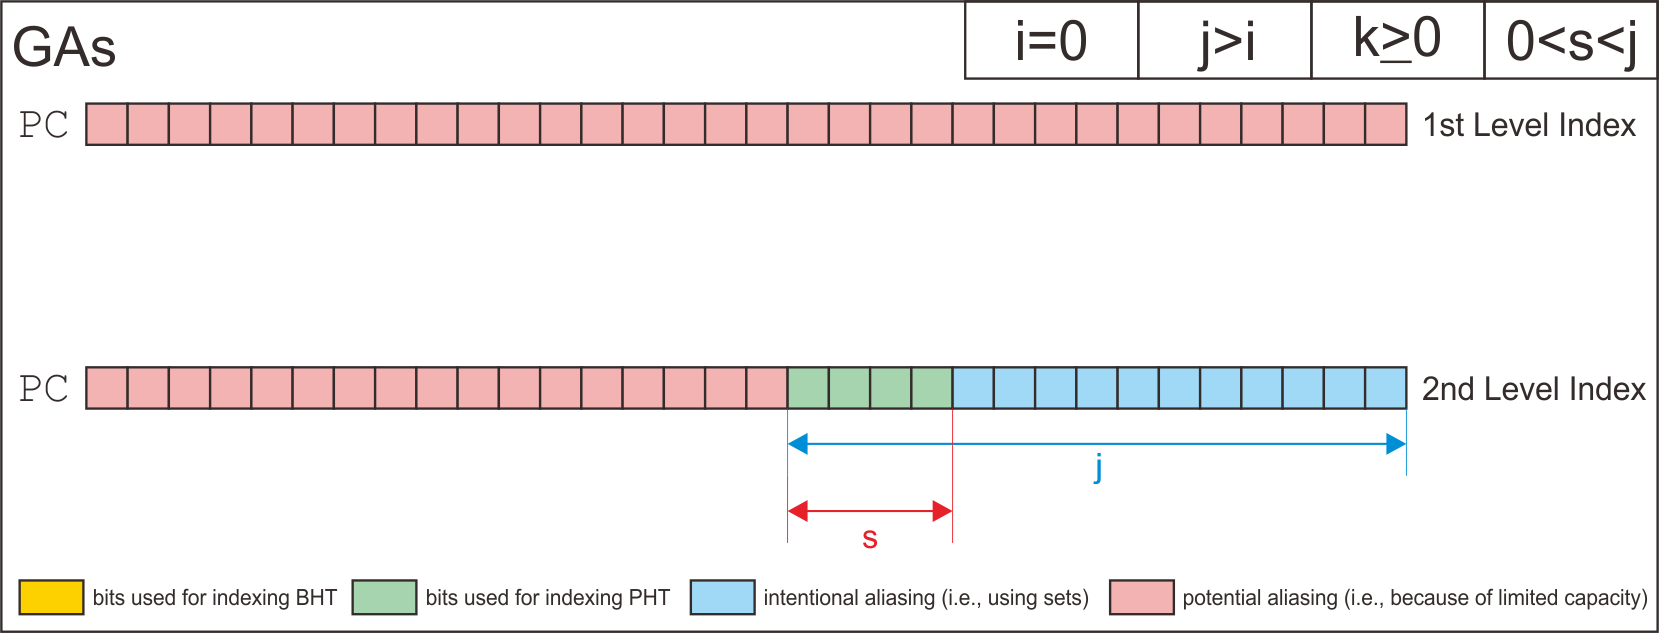 GAs
i=0
j>i
k≥0
0<s<j
PC
1st Level Index
PC
2nd Level Index
j
s
bits used for indexing BHT
bits used for indexing PHT
intentional aliasing (i.e., using sets)
potential aliasing (i.e., because of limited capacity)